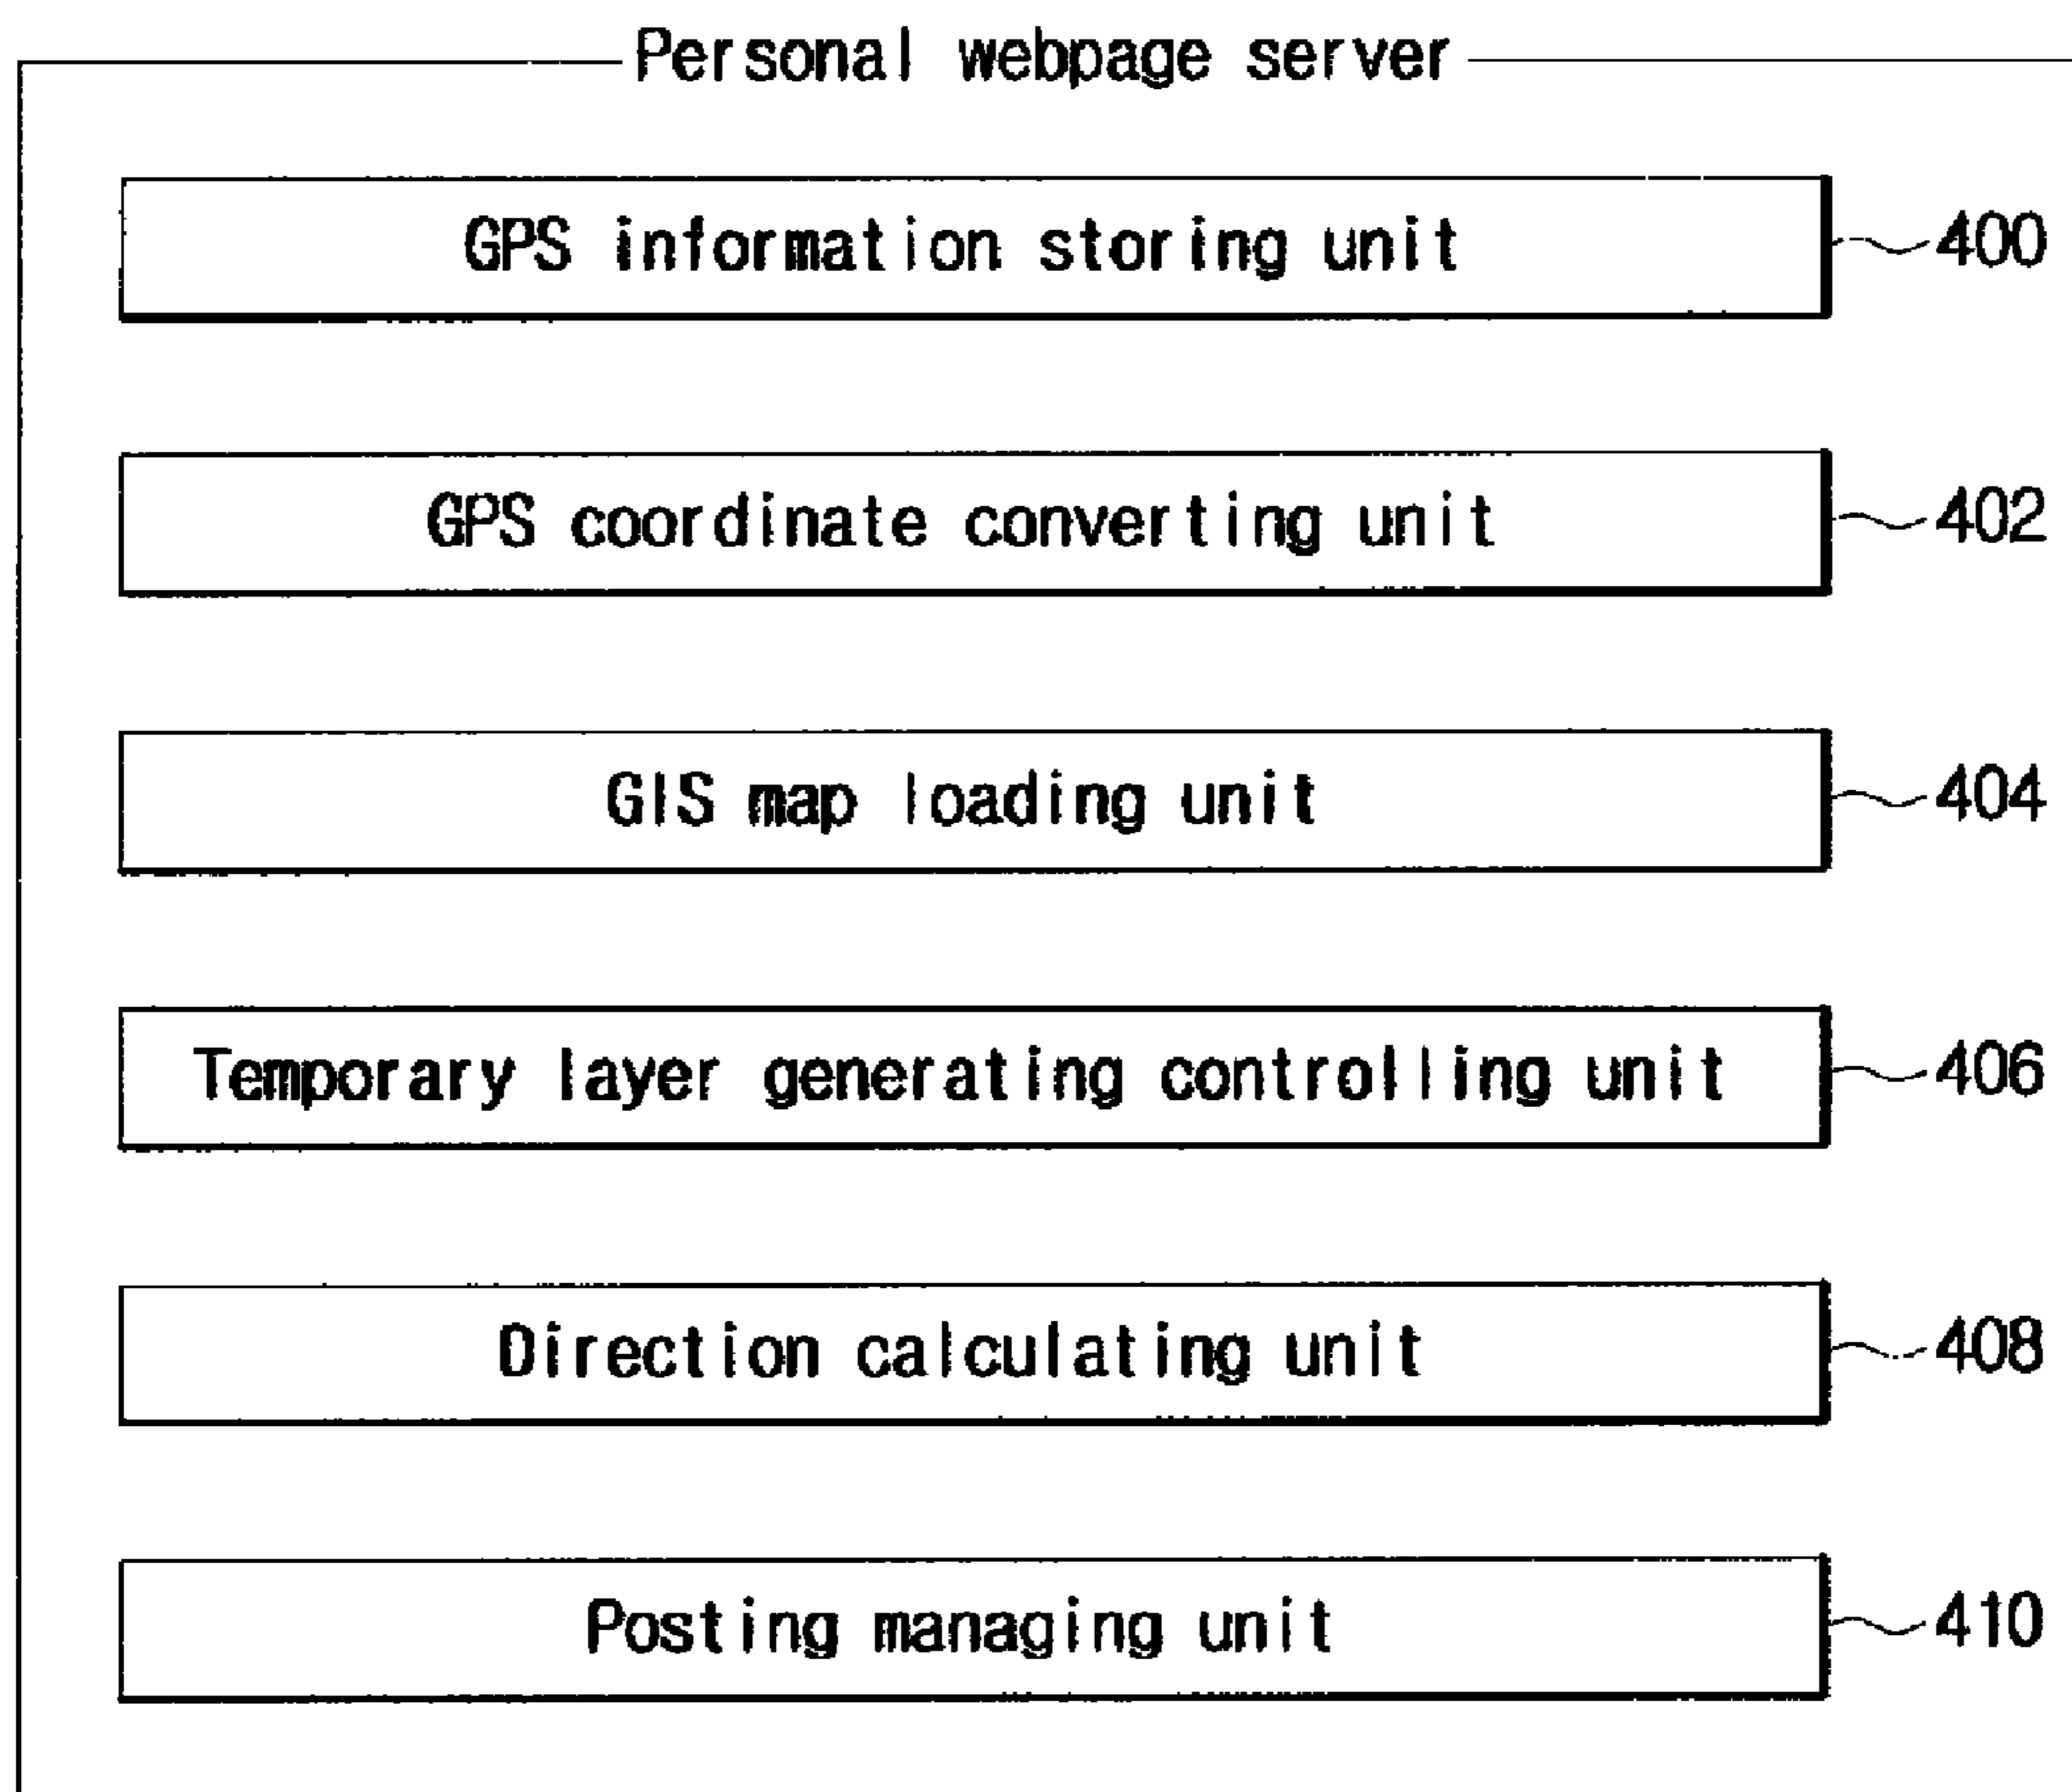 Personal webpage server
GPS information storing unit 400
GPS coordinate converting unit 402
GIS map loading unit 404
Temporary layer generating controlling unit 406
Direction calculating unit 408
Posting managing unit 410